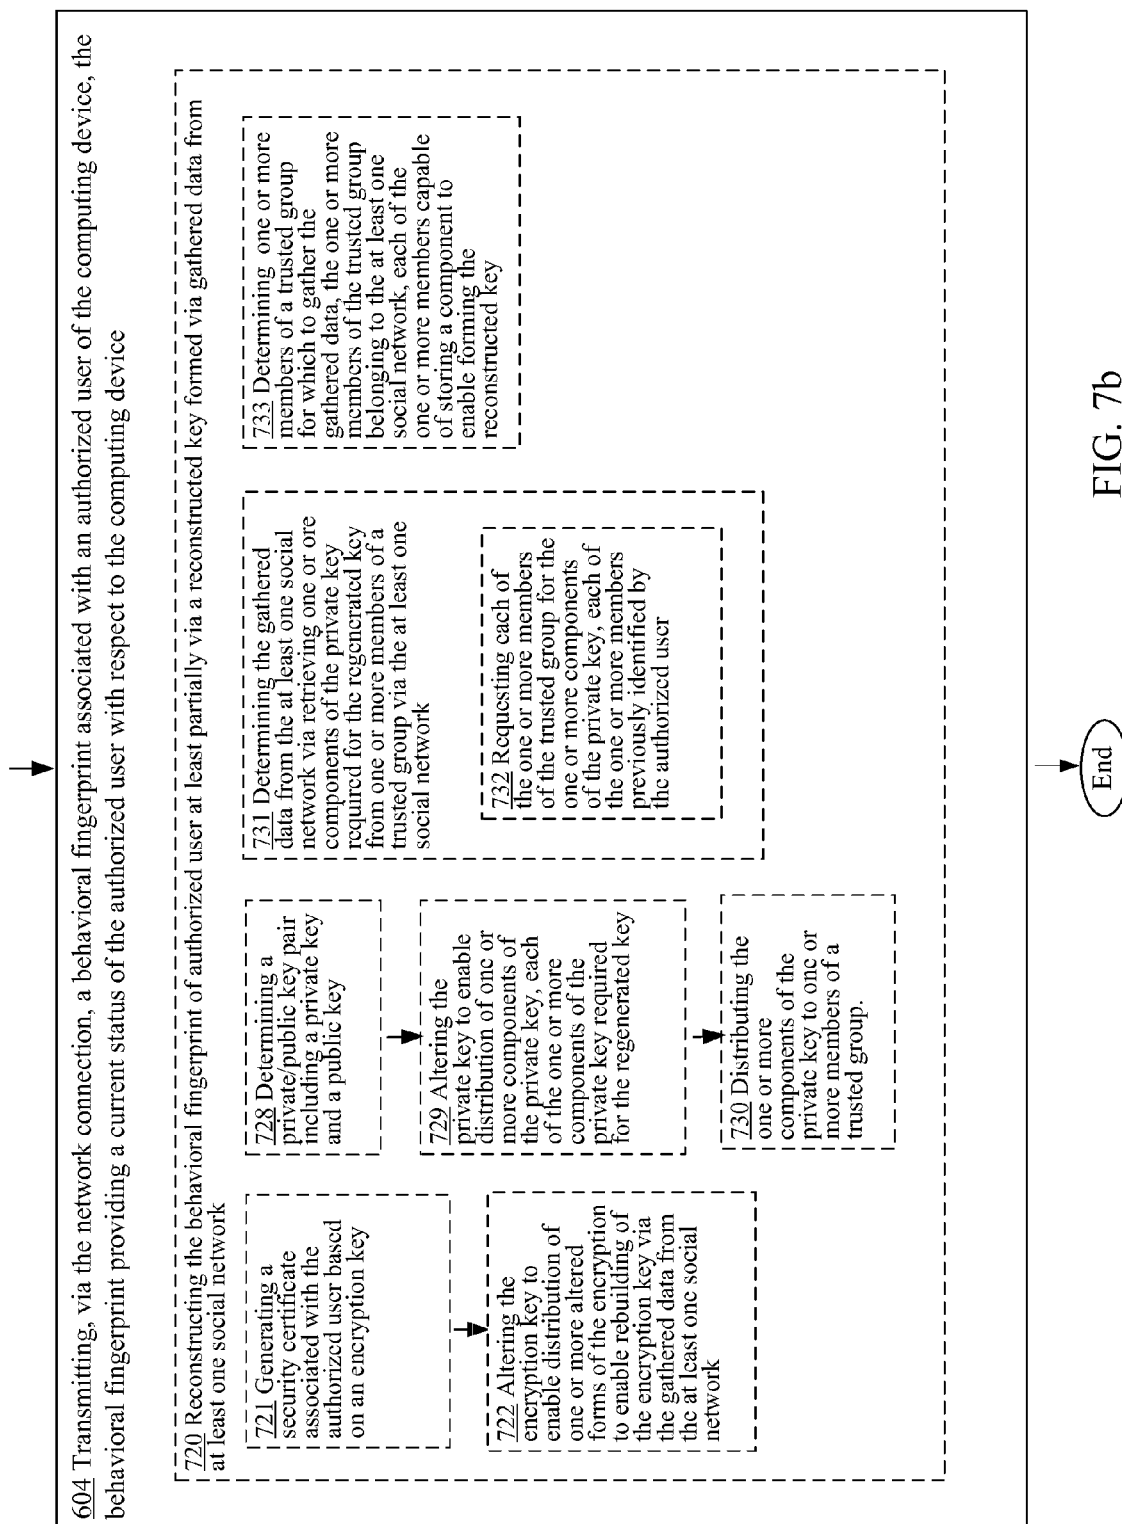 604 Transmitting, via the network connection, a behavioral fingerprint associated with an authorized user of the computing device, the
behavioral fingerprint providing a current status of the authorized user with respect to the computing device
720 Reconstructing the behavioral fingerprint of authorized user at least partially via a reconstructed key formed via gathered data from
at least one social network
721 Generating a
security certificate
associated with the
authorized user based
on an encryption key
722 Altering the
encryption key to
enable distribution of
one or more altered
forms of the encryption
to enable rebuilding of
the encryption key via
the gathered data from
the at least one social
network
728 Determining a
private/public key pair
including a private key
and a public key
729 Altering the
private key to enable
distribution of one or
more components of
the private key, each
of the one or more
components of the
private key required
for the regenerated key
730 Distributing the
one or more
components of the
private key to one or
more members of a
trusted group.
731 Determining the gathered
data from the at least one social
network via retrieving one or ore
components of the private key
required for the regenerated key
from one or more members of a
trusted group via the at least one
social network
732 Requesting each of
the one or more members
of the trusted group for the
one or more components
of the private key, each of
the one or more members
previously identified by
the authorized user
733 Determining one or more
members of a trusted group
for which to gather the
gathered data, the one or more
members of the trusted group
belonging to the at least one
social network, each of the
one or more members capable
of storing a component to
enable forming the
reconstructed key
End
FIG. 7b